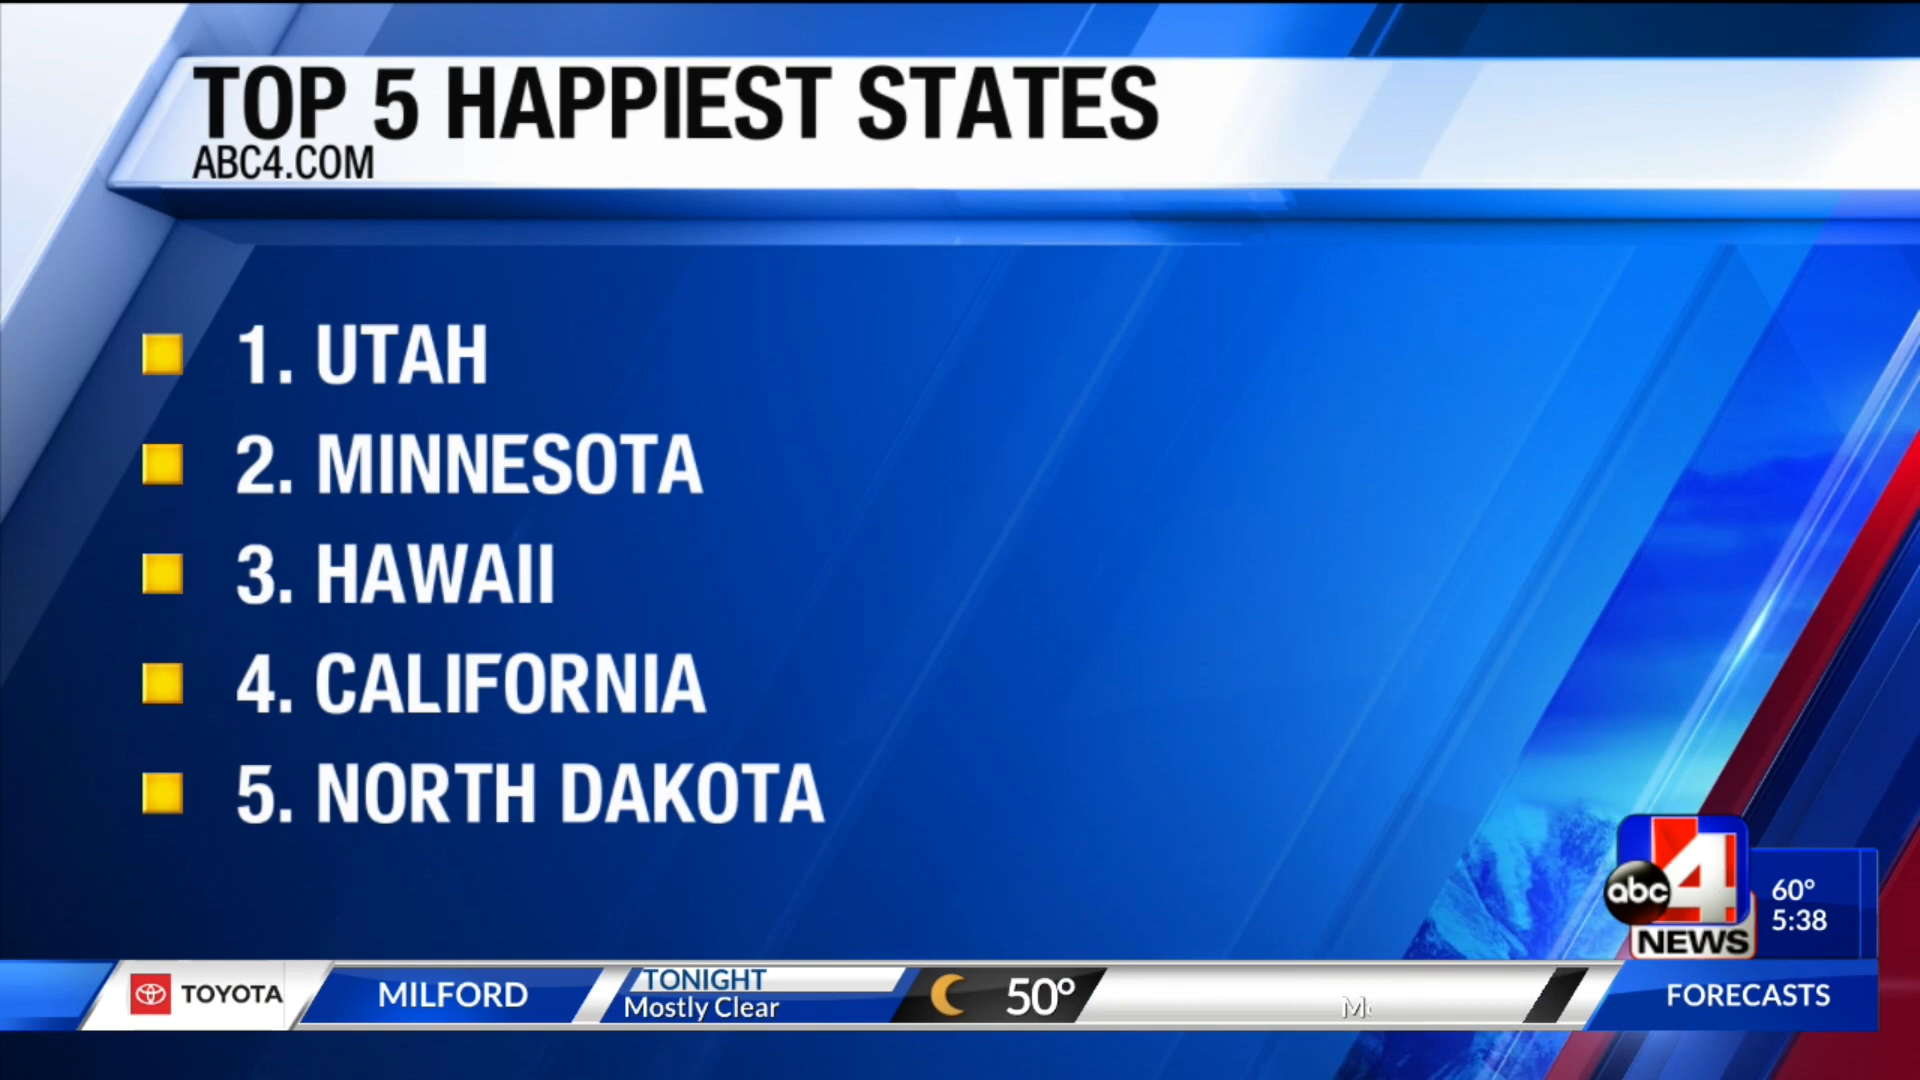 TOP 5 HAPPIEST STATES
ABC4.COM
1. UTAH
2. MINNESOTA
3. HAWAII
4. CALIFORNIA
5. NORTH DAKOTA
abc 4
NEWS
60°
5:38
TOYOTA
MILFORD
TONIGHT
Mostly Clear
50°
FORECASTS